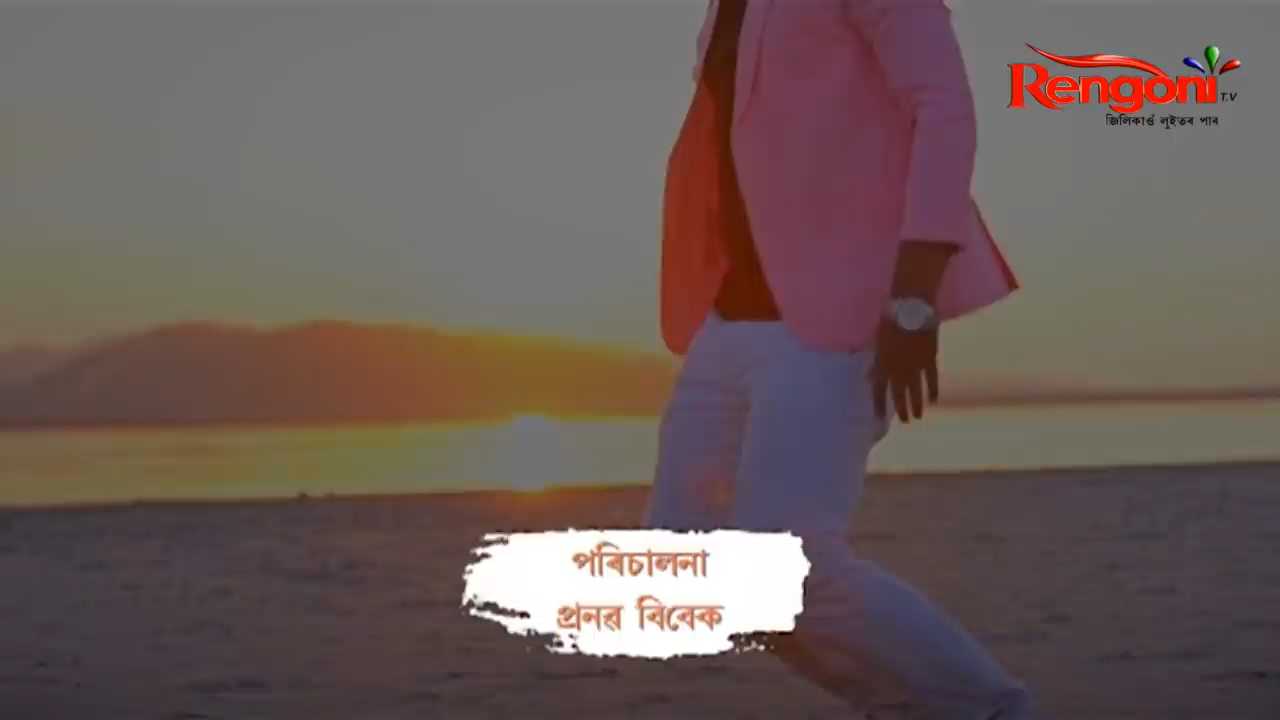 Rengoni
T.V
জিলিকাওঁ লুইতৰ পাৰ
পৰিচালনা
প্ৰনৱ বিবেক